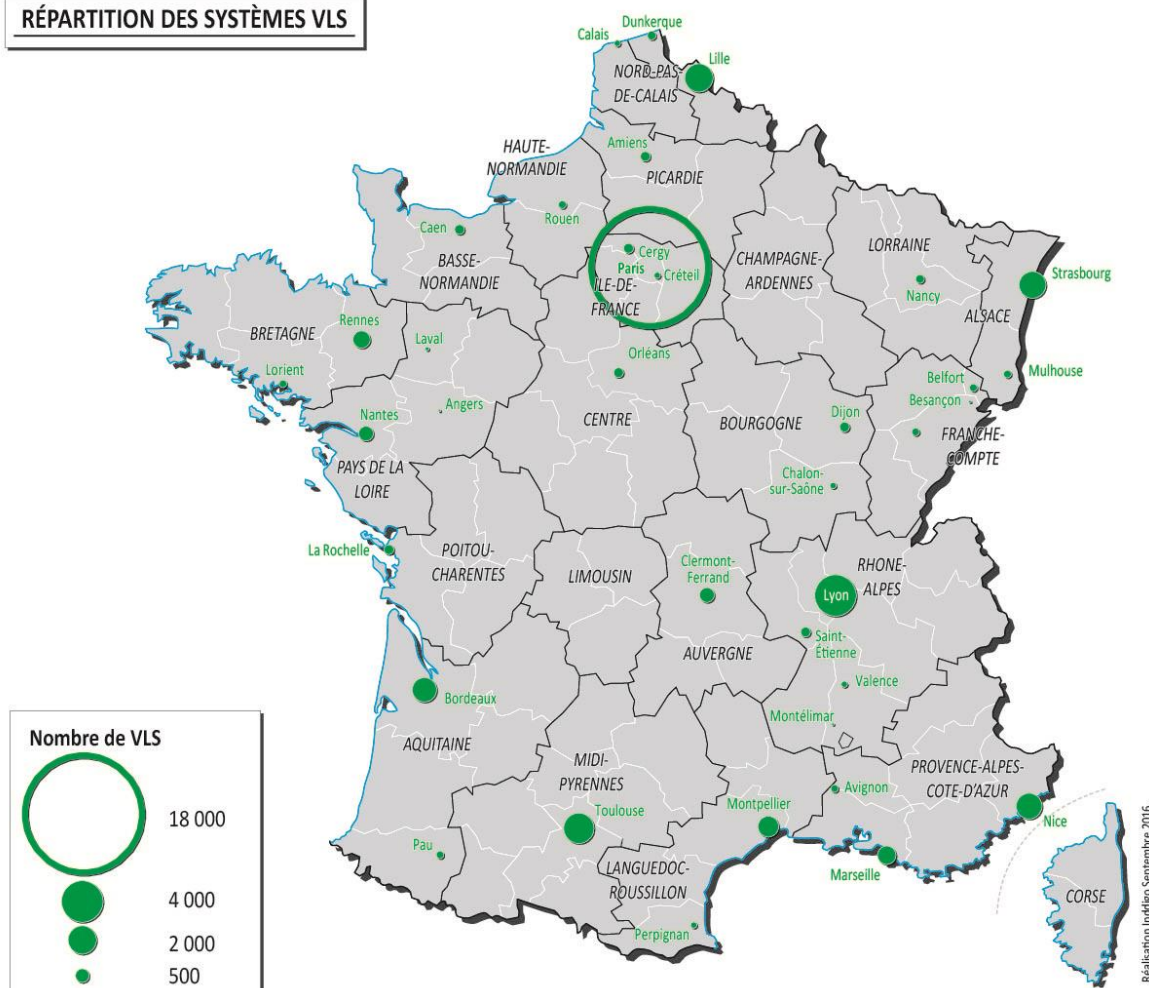 RÉPARTITION DES SYSTÈMES VLS
Dunkerque
Calais
Lille
NORD-PAS-
DE-CALAIS
HAUTE-
NORMANDIE
Amiens
PICARDIE
Rouen
Caen
BASSE-
NORMANDIE
Cergy
Paris
Créteil
ÎLE-DE-
FRANCE
CHAMPAGNE-
ARDENNES
LORRAINE
Nancy
Strasbourg
ALSACE
BRETAGNE
Rennes
Laval
Lorient
Orléans
Mulhouse
Belfort
Besançon
Nantes
Angers
CENTRE
BOURGOGNE
Dijon
FRANCHE-
COMPTE
PAYS DE LA
LOIRE
Chalon-
sur-Saône
La Rochelle
POITOU-
CHARENTES
LIMOUSIN
Clermont-
Ferrand
RHONE-
ALPES
Lyon
Saint-
Étienne
AUVERGNE
Valence
Bordeaux
Montélimar
AQUITAINE
MIDI-
PYRENNES
PROVENCE-ALPES-
COTE-D'AZUR
Avignon
Toulouse
Montpellier
Nice
Pau
Marseille
LANGUEDOC-
ROUSSILLON
Perpignan
CORSE
Nombre de VLS
18 000
4 000
2 000
500
Réalisation Inddigo Septembre 2016